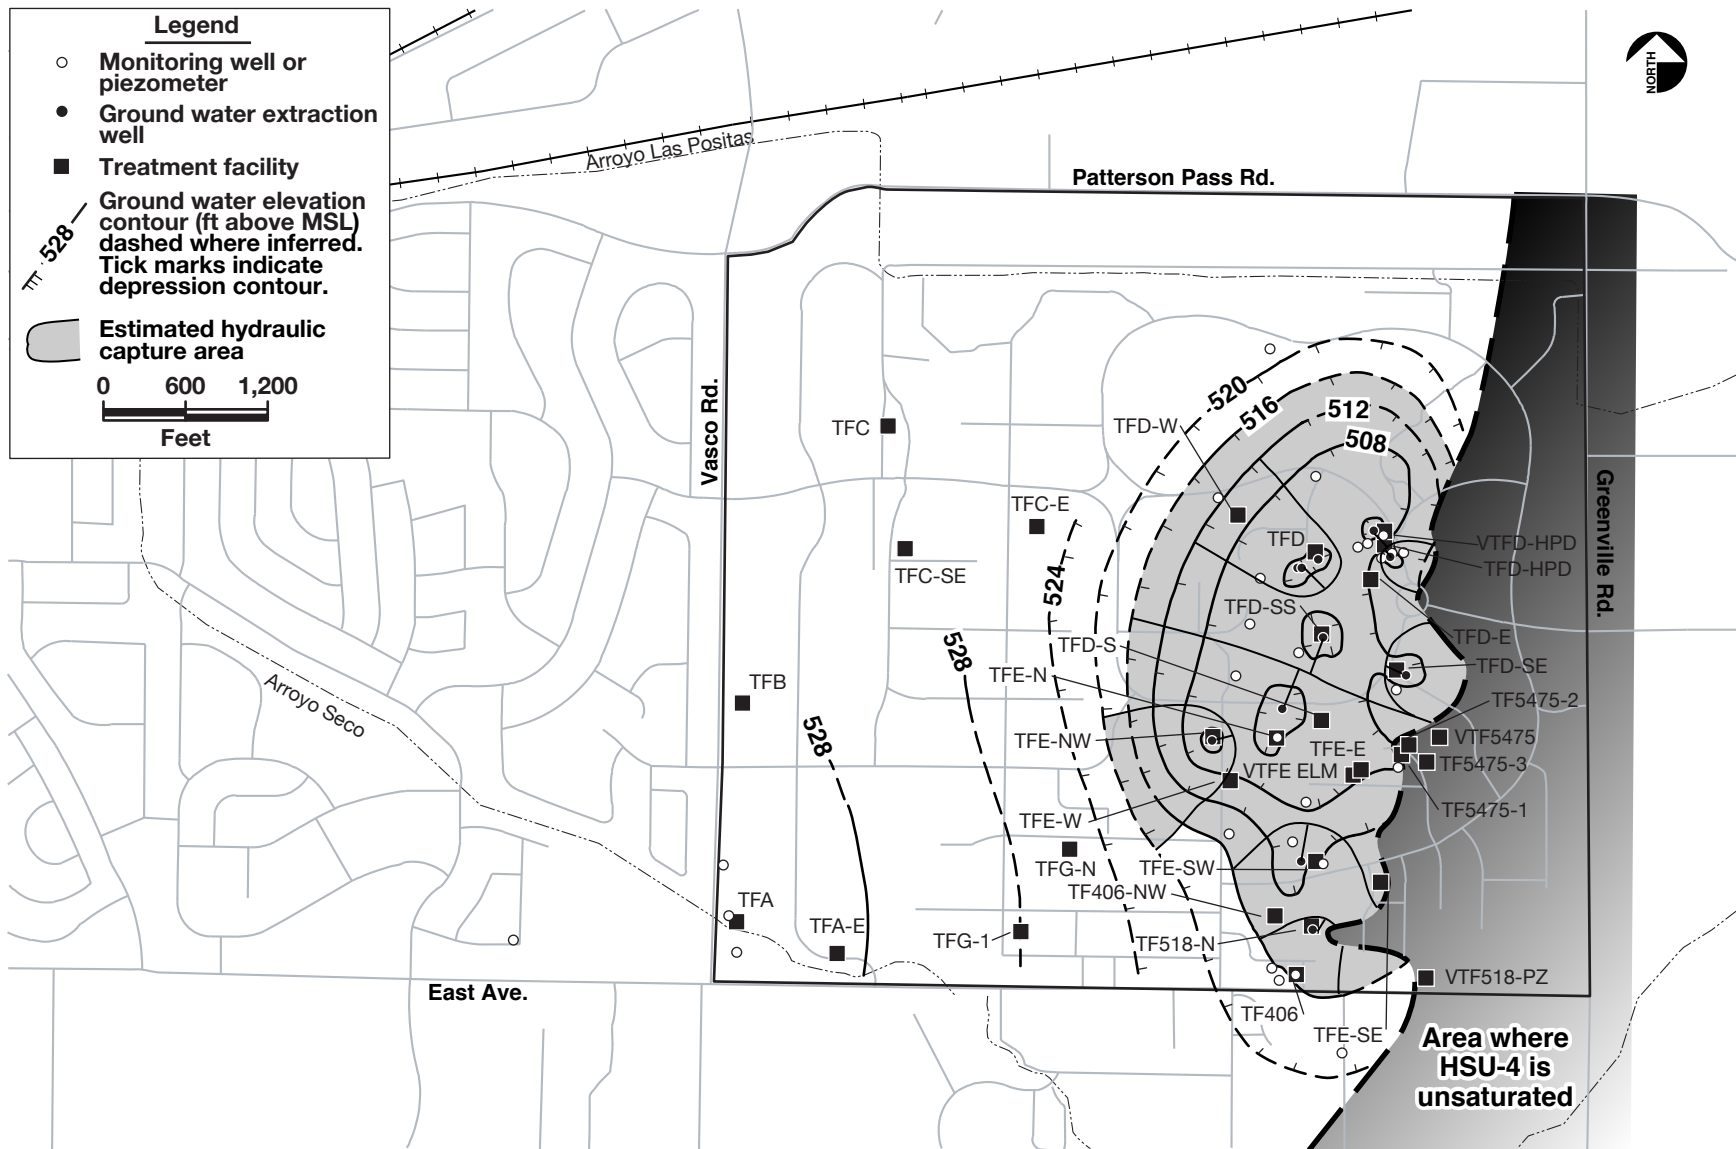 Legend
Monitoring well or
piezometer
Ground water extraction
well
Treatment facility
528
Ground water elevation
contour (ft above MSL)
dashed where inferred.
Tick marks indicate
depression contour.
Estimated hydraulic
capture area
0 600 1,200
Feet
NORTH
Arroyo Las Positas
Patterson Pass Rd.
Vasco Rd.
Greenville Rd.
520
516
512
508
TFC
TFD-W
TFC-E
TFD
VTFD-HPD
TFD-HPD
TFC-SE
524
TFD-SS
528
TFD-S
TFD-E
TFD-SE
TFE-N
TFB
Arroyo Seco
528
TF5475-2
TFE-NW
TFE-E
VTF5475
VTFE ELM
TF5475-3
TF5475-1
TFE-W
TFG-N
TFE-SW
TF406-NW
TFA
TFA-E
TFG-1
TF518-N
VTF518-PZ
East Ave.
TF406
TFE-SE
Area where
HSU-4 is
unsaturated